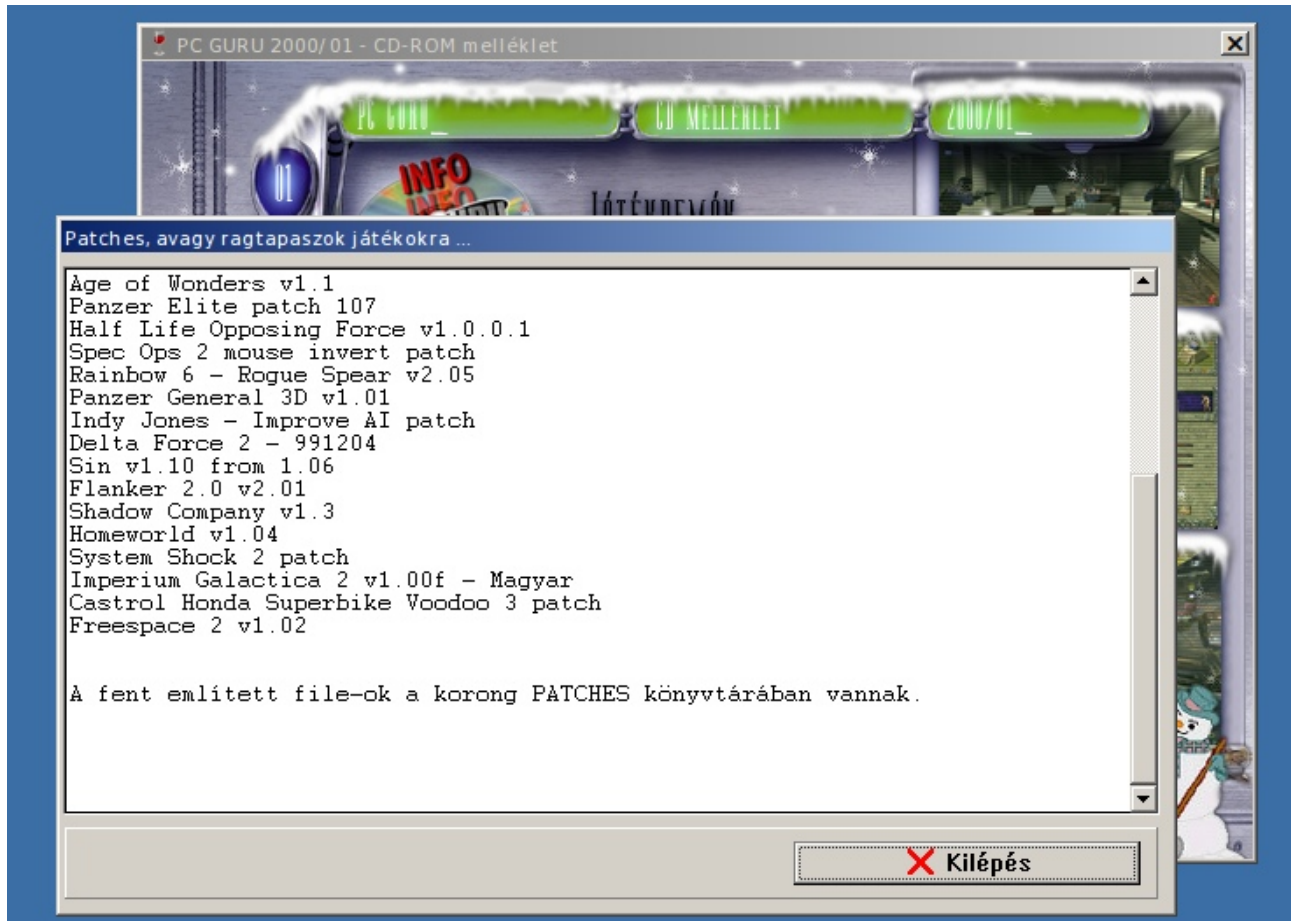 PC GURU 2000/01 - CD-ROM melléklet
PC GURU_
CD MELLÉKLET
2000/01_
01
INFO
INFO
JÁTÉKDEMÓK
Patches, avagy ragtapaszok játékokra ...
Age of Wonders v1.1
Panzer Elite patch 107
Half Life Opposing Force v1.0.0.1
Spec Ops 2 mouse invert patch
Rainbow 6 – Rogue Spear v2.05
Panzer General 3D v1.01
Indy Jones – Improve AI patch
Delta Force 2 – 991204
Sin v1.10 from 1.06
Flanker 2.0 v2.01
Shadow Company v1.3
Homeworld v1.04
System Shock 2 patch
Imperium Galactica 2 v1.00f – Magyar
Castrol Honda Superbike Voodoo 3 patch
Freespace 2 v1.02
A fent említett file-ok a korong PATCHES könyvtárában vannak.
Kilépés